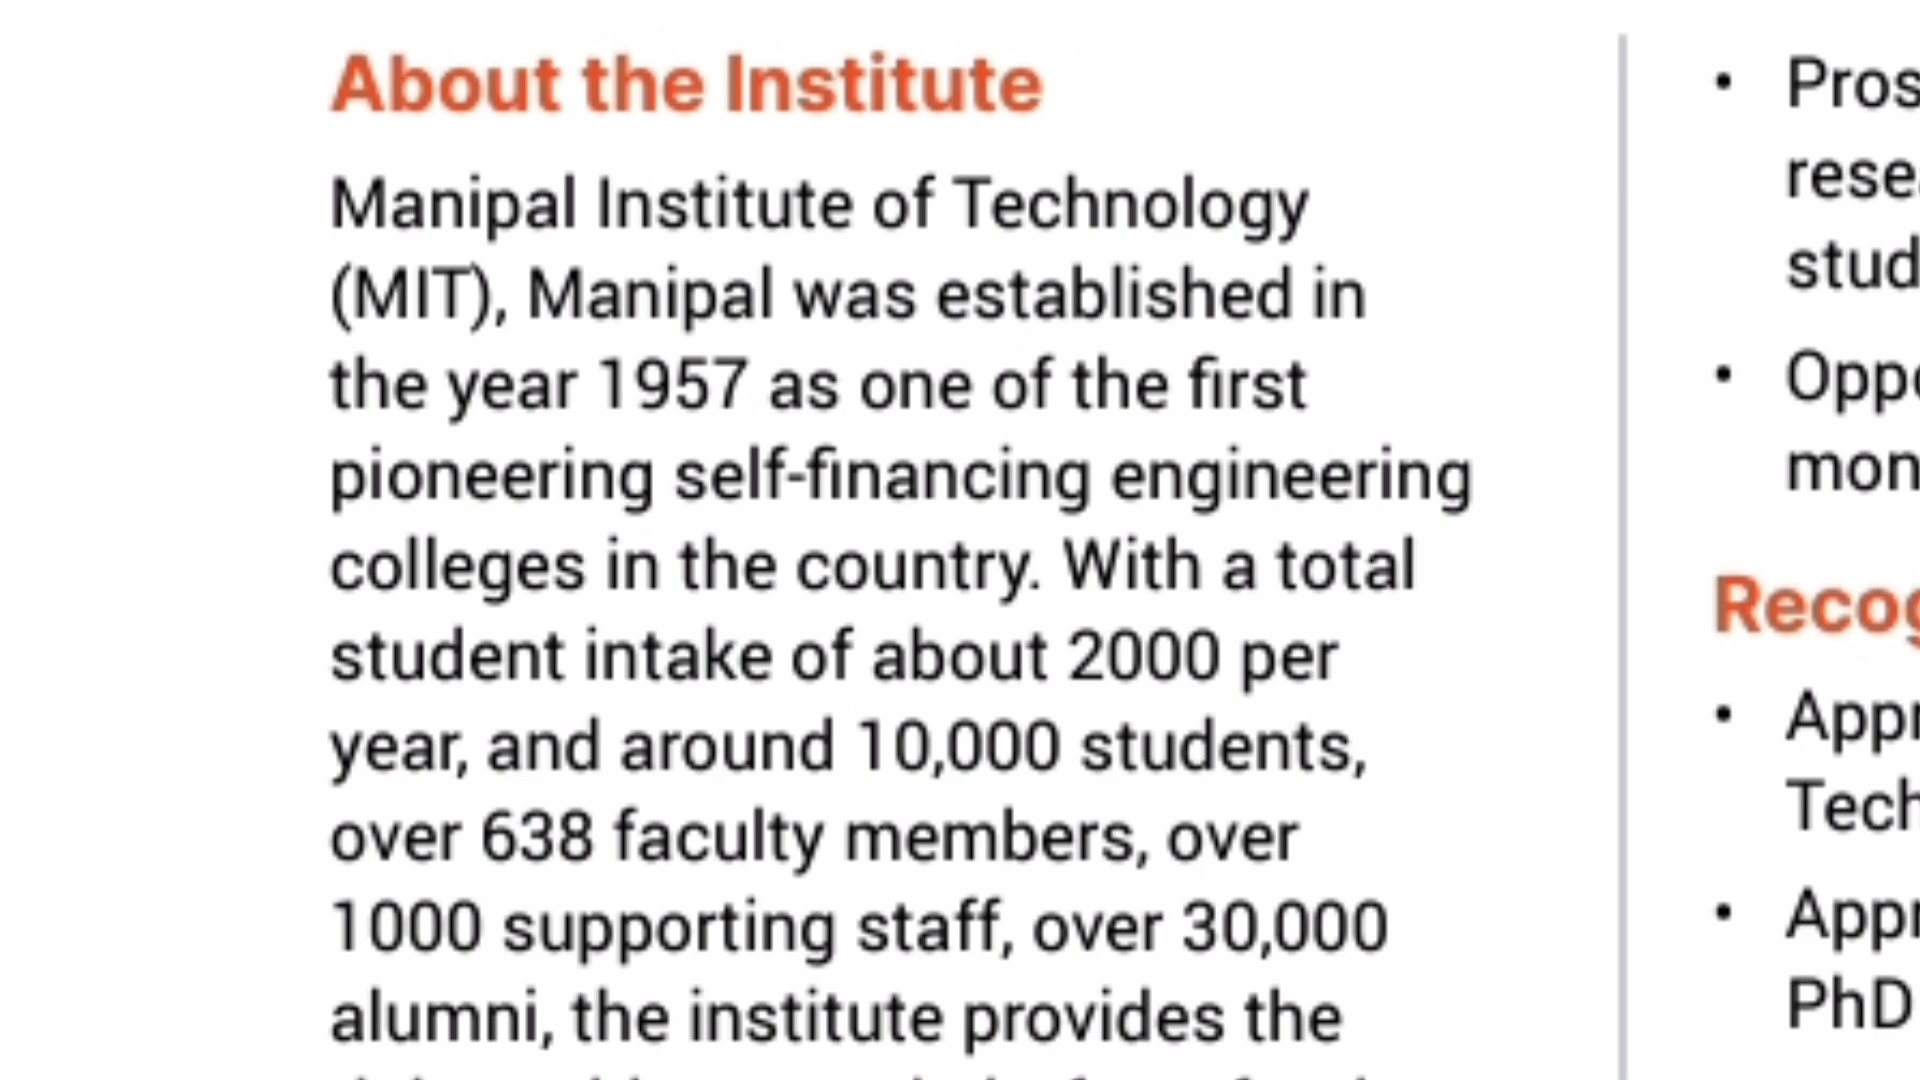 About the Institute
Manipal Institute of Technology
(MIT), Manipal was established in
the year 1957 as one of the first
pioneering self-financing engineering
colleges in the country. With a total
student intake of about 2000 per
year, and around 10,000 students,
over 638 faculty members, over
1000 supporting staff, over 30,000
alumni, the institute provides the
• 
•
•
•
PhD